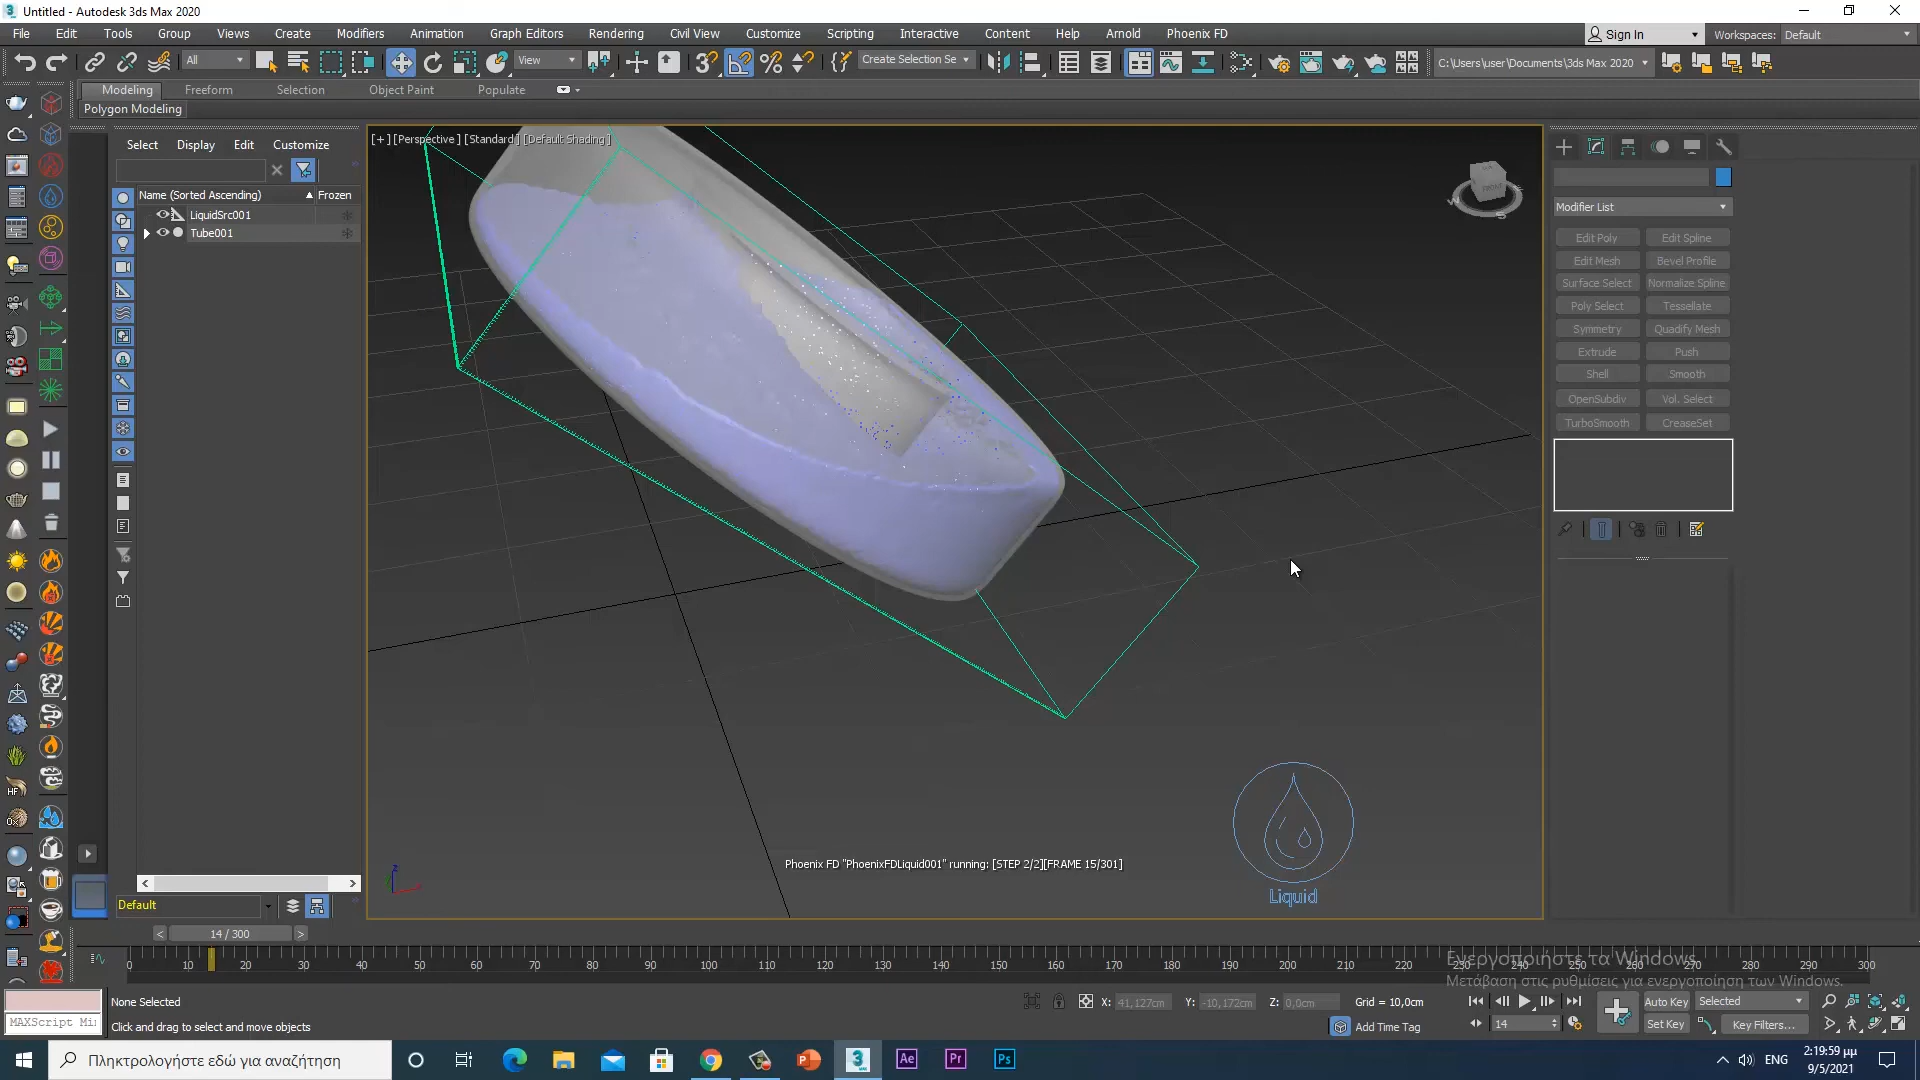 Untitled - Autodesk 3ds Max 2020
File Edit Tools Group Views Create Modifiers Animation Graph Editors Rendering Civil View Customize Scripting Interactive Content Help Arnold Phoenix FD
Sign In Workspaces: Default
All View Create Selection Se C:\Users\user\Documents\3ds Max 2020
Modeling Freeform Selection Object Paint Populate
Polygon Modeling
Select Display Edit Customize
[+] [Perspective] [Standard] [Default Shading]
Name (Sorted Ascending) Frozen
LiquidSrc001
Tube001
FRONT
W S
Modifier List
Edit Poly Edit Spline
Edit Mesh Bevel Profile
Surface Select Normalize Spline
Poly Select Tessellate
Symmetry Quadify Mesh
Extrude Push
Shell Smooth
OpenSubdiv Vol. Select
TurboSmooth CreaseSet
HF
Phoenix FD "PhoenixFDLiquid001" running: [STEP 2/2][FRAME 15/301]
Liquid
Default
14 / 300
0 10 20 30 40 50 60 70 80 90 100 110 120 130 140 150 160 170 180 190 200 210 220 230 240 250 260 270 280 290 300
Ενεργοποιήστε τα Windows
Μετάβαση στις ρυθμίσεις για ενεργοποίηση των Windows.
None Selected X: 41,127cm Y: -10,172cm Z: 0,0cm Grid = 10,0cm Auto Key Selected
MAXScript Mi
Click and drag to select and move objects Add Time Tag 14 Set Key Key Filters...
Πληκτρολογήστε εδώ για αναζήτηση
3 Ae Pr Ps
ENG
2:19:59 μμ
9/5/2021